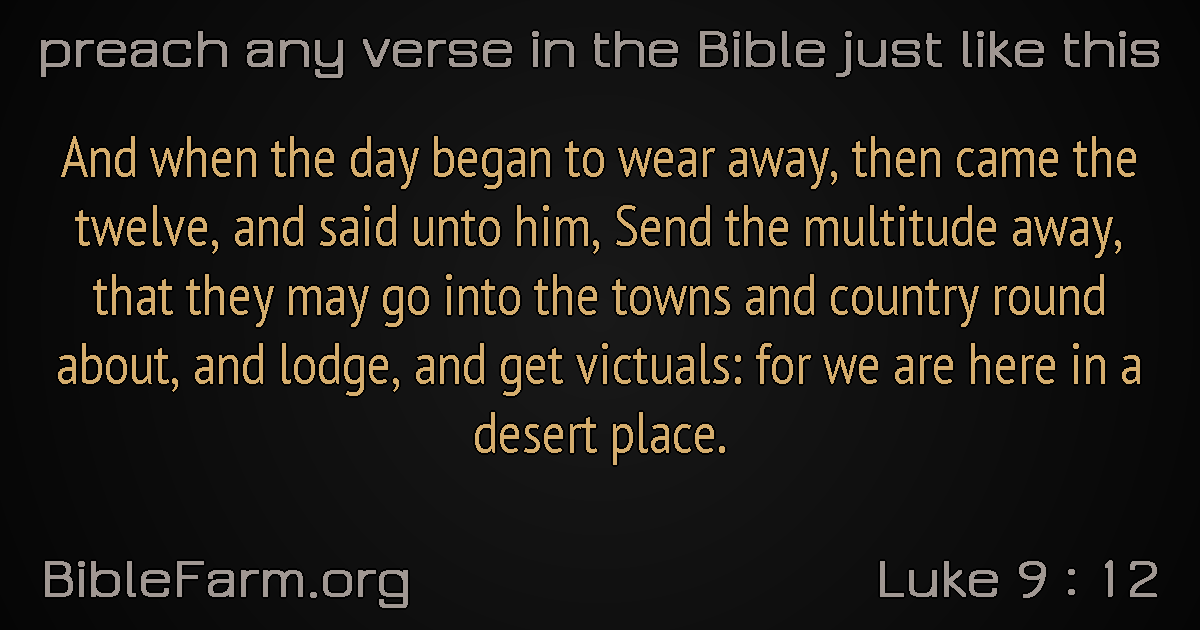 preach any verse in the Bible just like this
And when the day began to wear away, then came the
twelve, and said unto him, Send the multitude away,
that they may go into the towns and country round
about, and lodge, and get victuals: for we are here in a
desert place.
BibleFarm.org
Luke 9 : 12